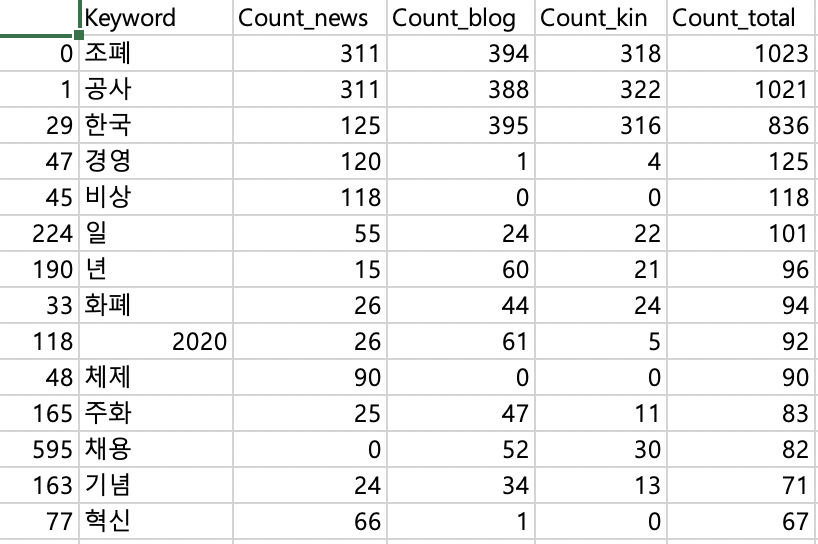 Keyword Count_news Count_blog Count_kin Count_total
0 조폐 311 394 318 1023
1 공사 311 388 322 1021
29 한국 125 395 316 836
47 경영 120 1 4 125
45 비상 118 0 0 118
224 일 55 24 22 101
190 년 15 60 21 96
33 화폐 26 44 24 94
118 2020 26 61 5 92
48 체제 90 0 0 90
165 주화 25 47 11 83
595 채용 0 52 30 82
163 기념 24 34 13 71
77 혁신 66 1 0 67